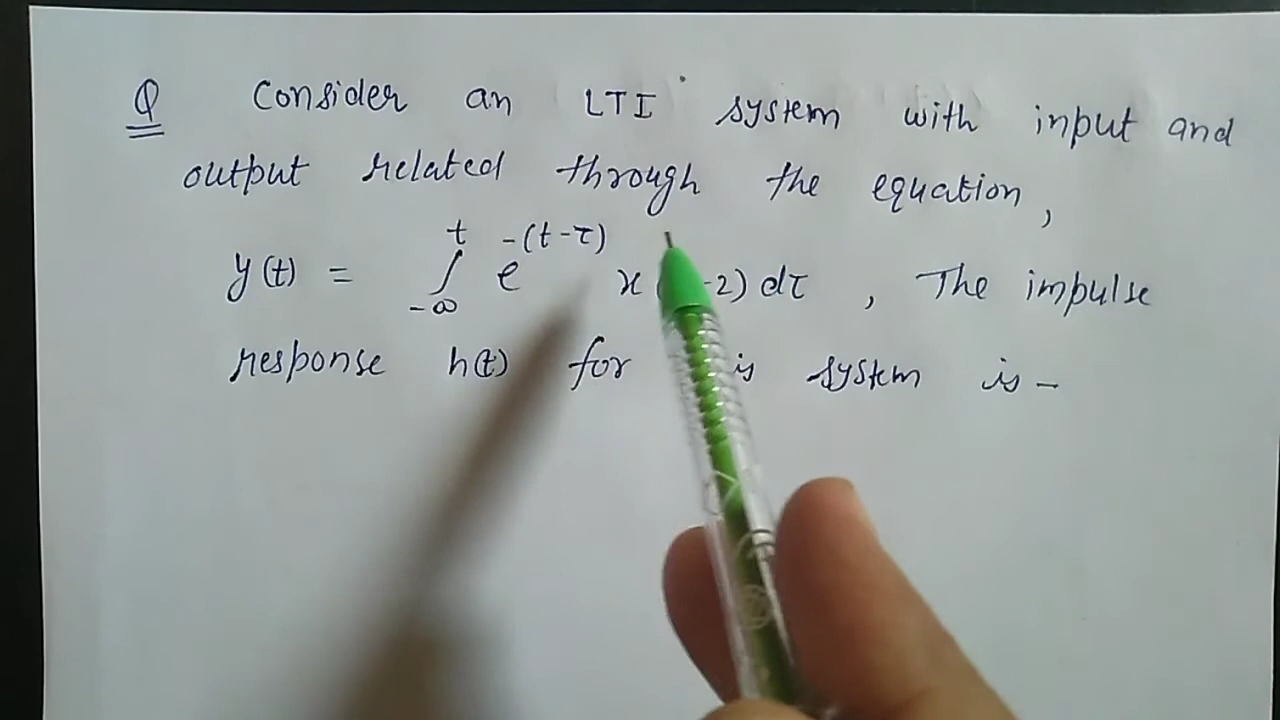 Q Consider an LTI system with input and
output related through the equation,
y(t) = ∫_{-∞}^{t} e^{-(t-τ)} x( -2) dτ , The impulse
response h(t) for is system is -